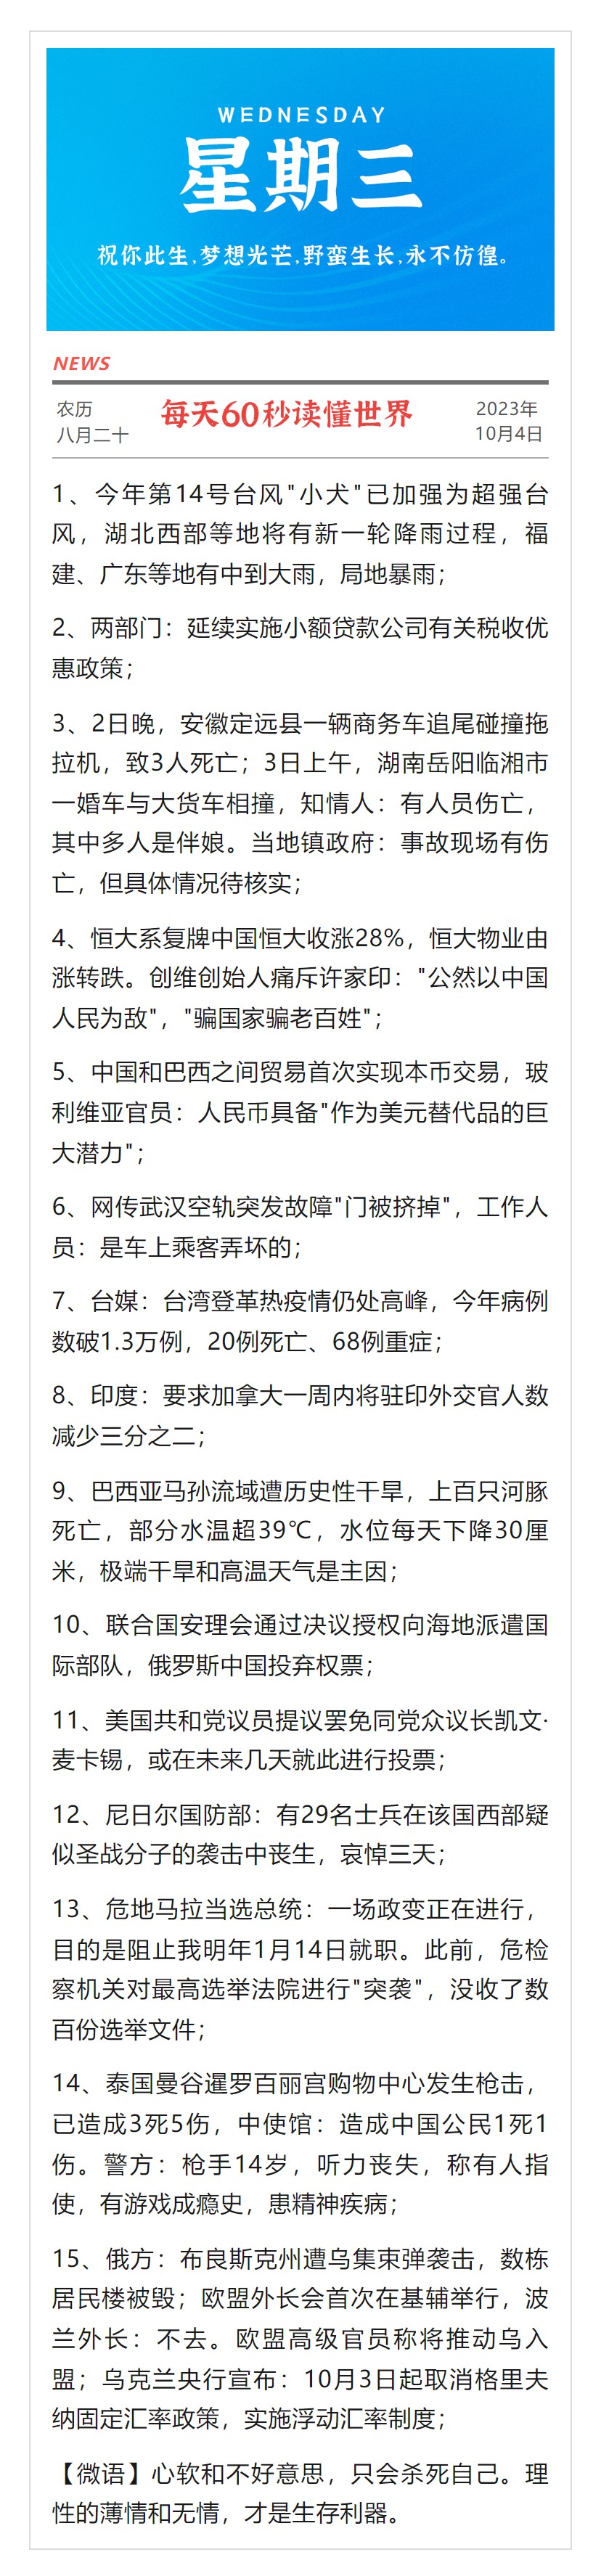 WEDNESDAY
星期三
祝你此生,梦想光芒,野蛮生长,永不仿徨。
NEWS
农历
八月二十
每天60秒读懂世界
2023年
10月4日
1、今年第14号台风"小犬"已加强为超强台
风，湖北西部等地将有新一轮降雨过程，福
建、广东等地有中到大雨，局地暴雨；
2、两部门：延续实施小额贷款公司有关税收优
惠政策；
3、2日晚，安徽定远县一辆商务车追尾碰撞拖
拉机，致3人死亡；3日上午，湖南岳阳临湘市
一婚车与大货车相撞，知情人：有人员伤亡，
其中多人是伴娘。当地镇政府：事故现场有伤
亡，但具体情况待核实；
4、恒大系复牌中国恒大收涨28%，恒大物业由
涨转跌。创维创始人痛斥许家印："公然以中国
人民为敌"，"骗国家骗老百姓"；
5、中国和巴西之间贸易首次实现本币交易，玻
利维亚官员：人民币具备"作为美元替代品的巨
大潜力"；
6、网传武汉空轨突发故障"门被挤掉"，工作人
员：是车上乘客弄坏的；
7、台媒：台湾登革热疫情仍处高峰，今年病例
数破1.3万例，20例死亡、68例重症；
8、印度：要求加拿大一周内将驻印外交官人数
减少三分之二；
9、巴西亚马孙流域遭历史性干旱，上百只河豚
死亡，部分水温超39℃，水位每天下降30厘
米，极端干旱和高温天气是主因；
10、联合国安理会通过决议授权向海地派遣国
际部队，俄罗斯中国投弃权票；
11、美国共和党议员提议罢免同党众议长凯文·
麦卡锡，或在未来几天就此进行投票；
12、尼日尔国防部：有29名士兵在该国西部疑
似圣战分子的袭击中丧生，哀悼三天；
13、危地马拉当选总统：一场政变正在进行，
目的是阻止我明年1月14日就职。此前，危检
察机关对最高选举法院进行"突袭"，没收了数
百份选举文件；
14、泰国曼谷暹罗百丽宫购物中心发生枪击，
已造成3死5伤，中使馆：造成中国公民1死1
伤。警方：枪手14岁，听力丧失，称有人指
使，有游戏成瘾史，患精神疾病；
15、俄方：布良斯克州遭乌集束弹袭击，数栋
居民楼被毁；欧盟外长会首次在基辅举行，波
兰外长：不去。欧盟高级官员称将推动乌入
盟；乌克兰央行宣布：10月3日起取消格里夫
纳固定汇率政策，实施浮动汇率制度；
【微语】心软和不好意思，只会杀死自己。理
性的薄情和无情，才是生存利器。